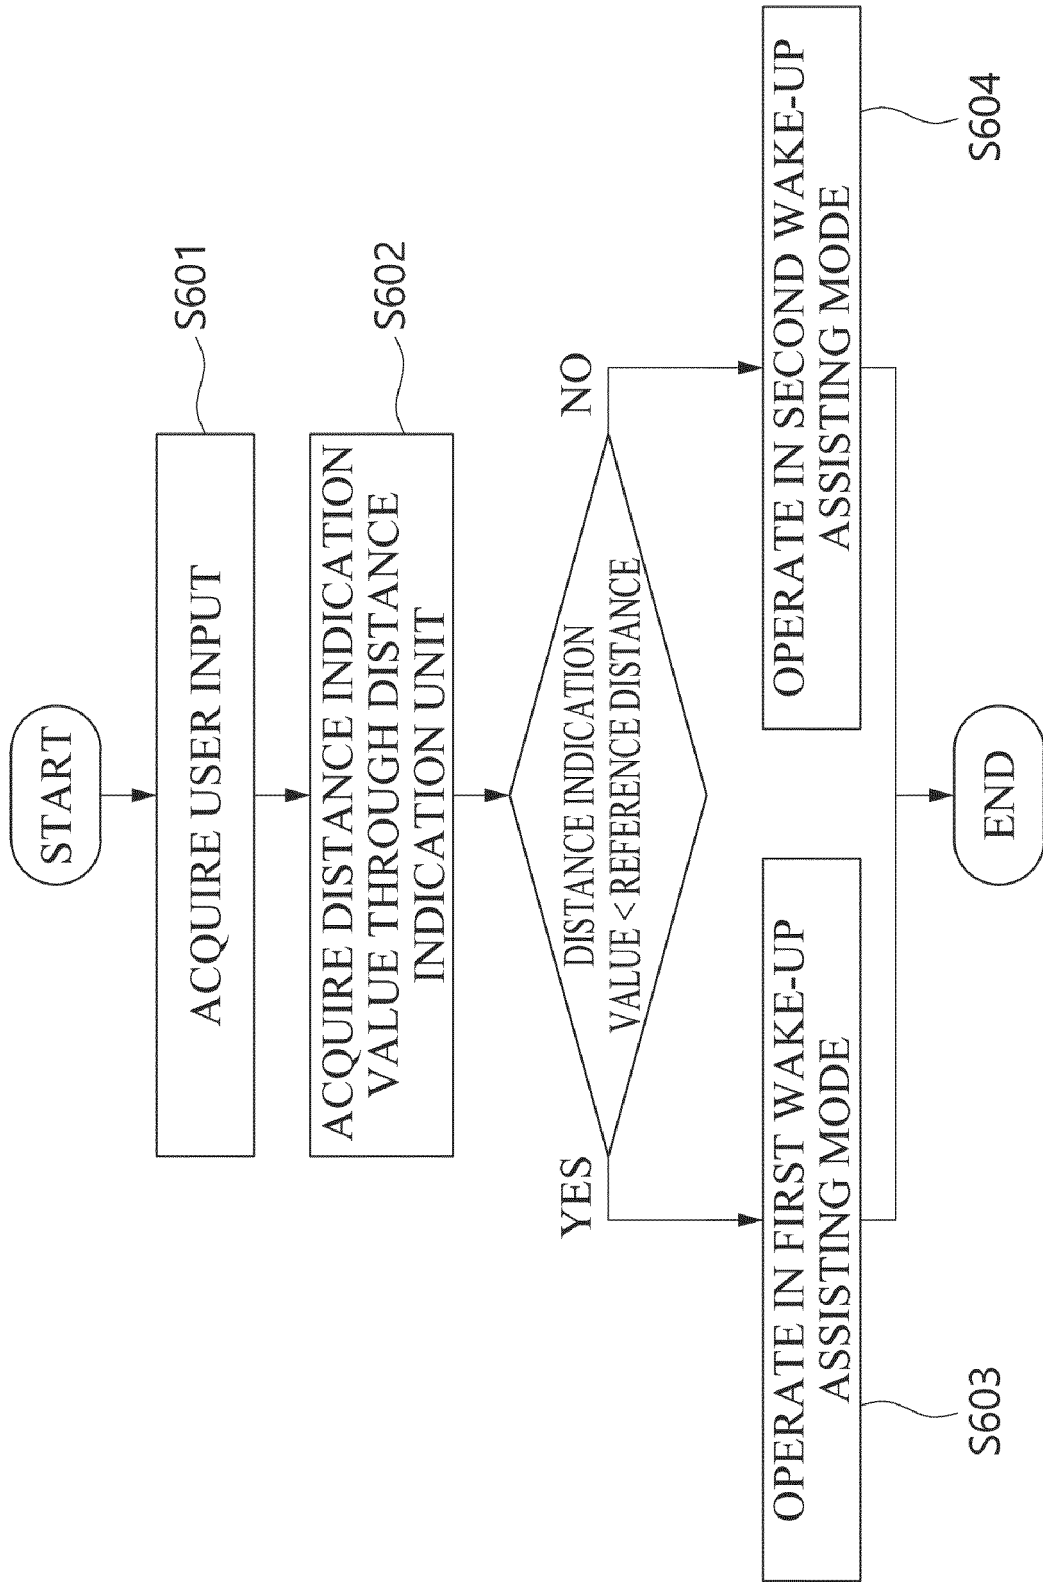 START
ACQUIRE USER INPUT
S601
ACQUIRE DISTANCE INDICATION
VALUE THROUGH DISTANCE
INDICATION UNIT
S602
DISTANCE INDICATION
VALUE < REFERENCE DISTANCE
YES
NO
OPERATE IN FIRST WAKE-UP
ASSISTING MODE
S603
OPERATE IN SECOND WAKE-UP
ASSISTING MODE
S604
END